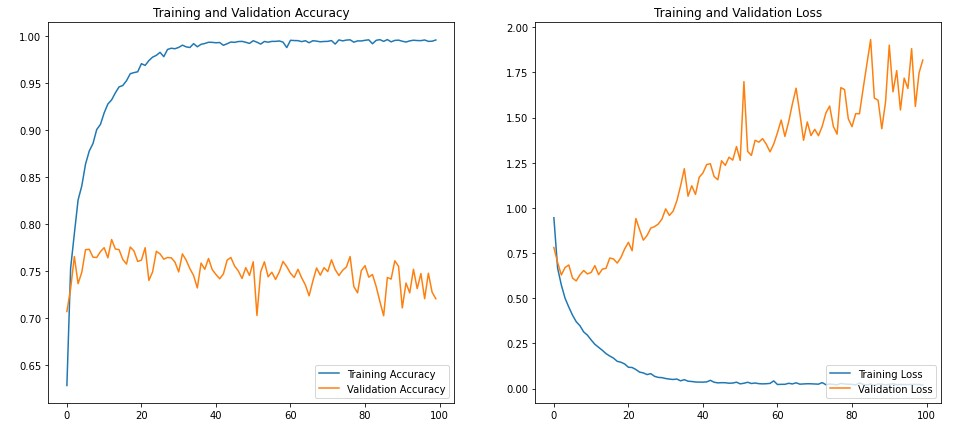 Training and Validation Accuracy
1.00
0.95
0.90
0.85
0.80
0.75
0.70
0.65
0 20 40 60 80 100
Training Accuracy
Validation Accuracy
Training and Validation Loss
2.00
1.75
1.50
1.25
1.00
0.75
0.50
0.25
0.00
0 20 40 60 80 100
Training Loss
Validation Loss